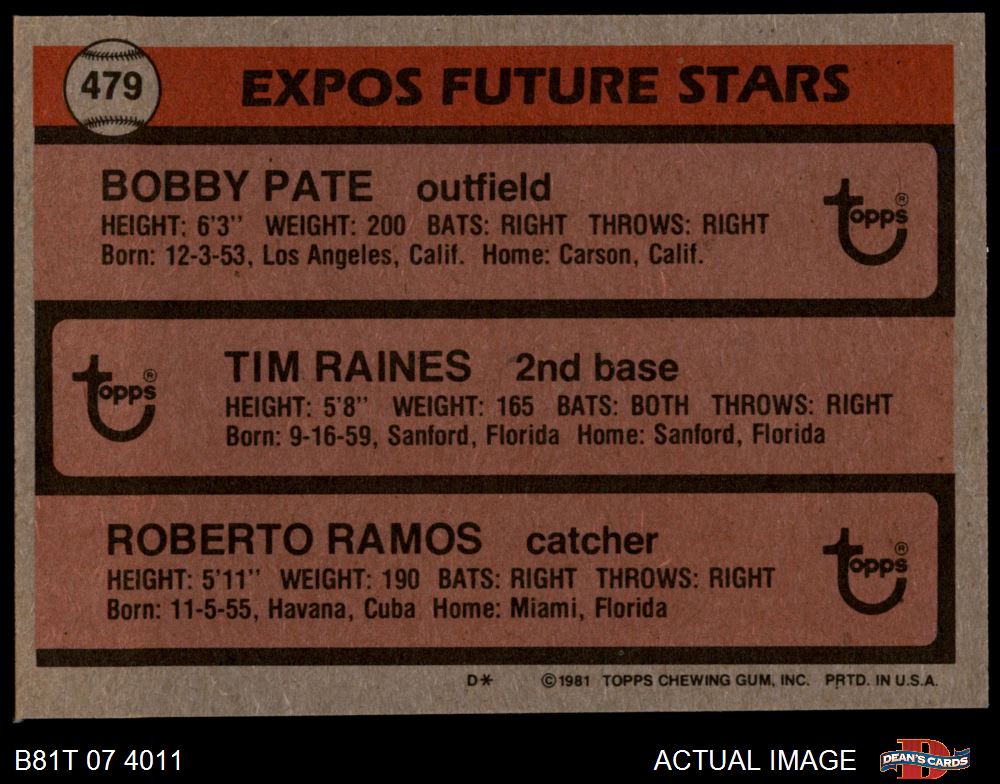 479
EXPOS FUTURE STARS
BOBBY PATE outfield
HEIGHT: 6'3" WEIGHT: 200 BATS: RIGHT THROWS: RIGHT
Born: 12-3-53, Los Angeles, Calif. Home: Carson, Calif.
topps®
TIM RAINES 2nd base
HEIGHT: 5'8" WEIGHT: 165 BATS: BOTH THROWS: RIGHT
Born: 9-16-59, Sanford, Florida Home: Sanford, Florida
topps®
ROBERTO RAMOS catcher
HEIGHT: 5'11" WEIGHT: 190 BATS: RIGHT THROWS: RIGHT
Born: 11-5-55, Havana, Cuba Home: Miami, Florida
topps®
D* ©1981 TOPPS CHEWING GUM, INC. PRTD. IN U.S.A.
B81T 07 4011
ACTUAL IMAGE
D
DEAN'S CARDS